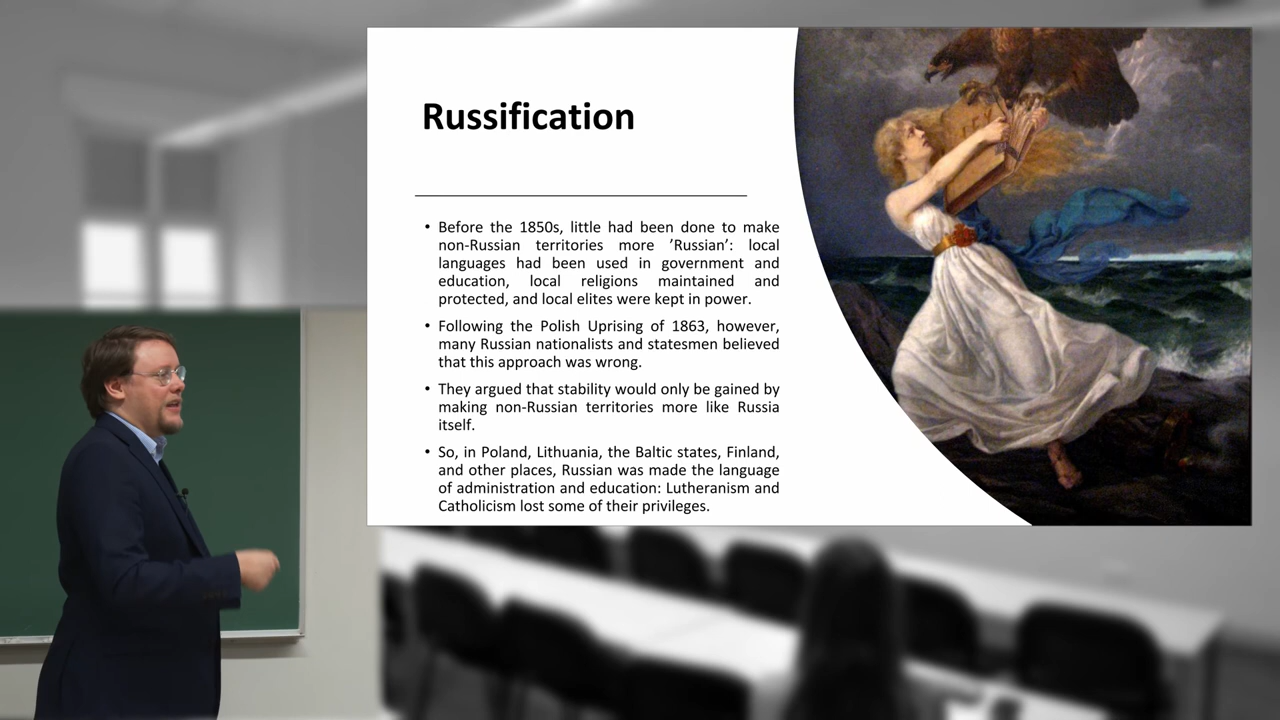 Russification
• Before the 1850s, little had been done to make
non-Russian territories more ’Russian’: local
languages had been used in government and
education, local religions maintained and
protected, and local elites were kept in power.
• Following the Polish Uprising of 1863, however,
many Russian nationalists and statesmen believed
that this approach was wrong.
• They argued that stability would only be gained by
making non-Russian territories more like Russia
itself.
• So, in Poland, Lithuania, the Baltic states, Finland,
and other places, Russian was made the language
of administration and education: Lutheranism and
Catholicism lost some of their privileges.